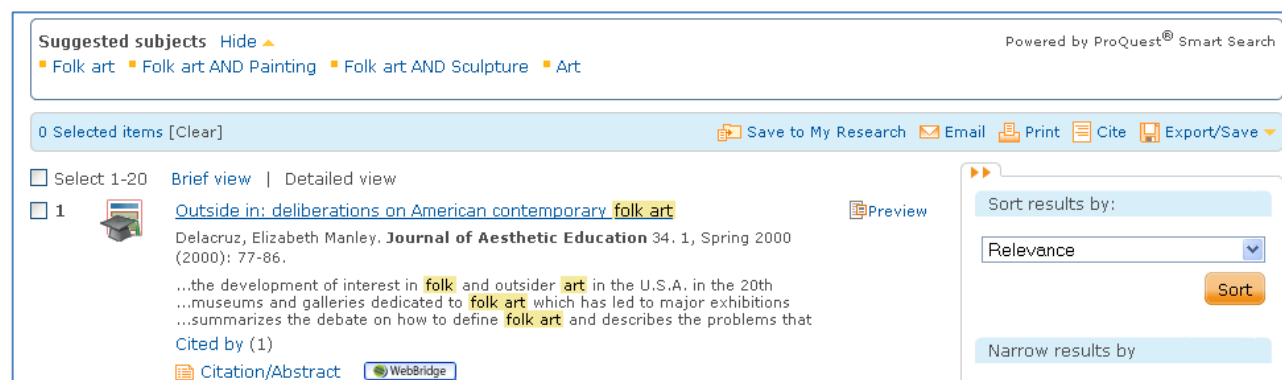 Suggested subjects Hide
Powered by ProQuest® Smart Search
Folk art Folk art AND Painting Folk art AND Sculpture Art
0 Selected items [Clear]
Save to My Research Email Print Cite Export/Save
Select 1-20 Brief view | Detailed view
1 Outside in: deliberations on American contemporary folk art
Preview
Delacruz, Elizabeth Manley. Journal of Aesthetic Education 34. 1, Spring 2000
(2000): 77-86.
...the development of interest in folk and outsider art in the U.S.A. in the 20th
...museums and galleries dedicated to folk art which has led to major exhibitions
...summarizes the debate on how to define folk art and describes the problems that
Cited by (1)
Citation/Abstract WebBridge
Sort results by:
Relevance
Sort
Narrow results by